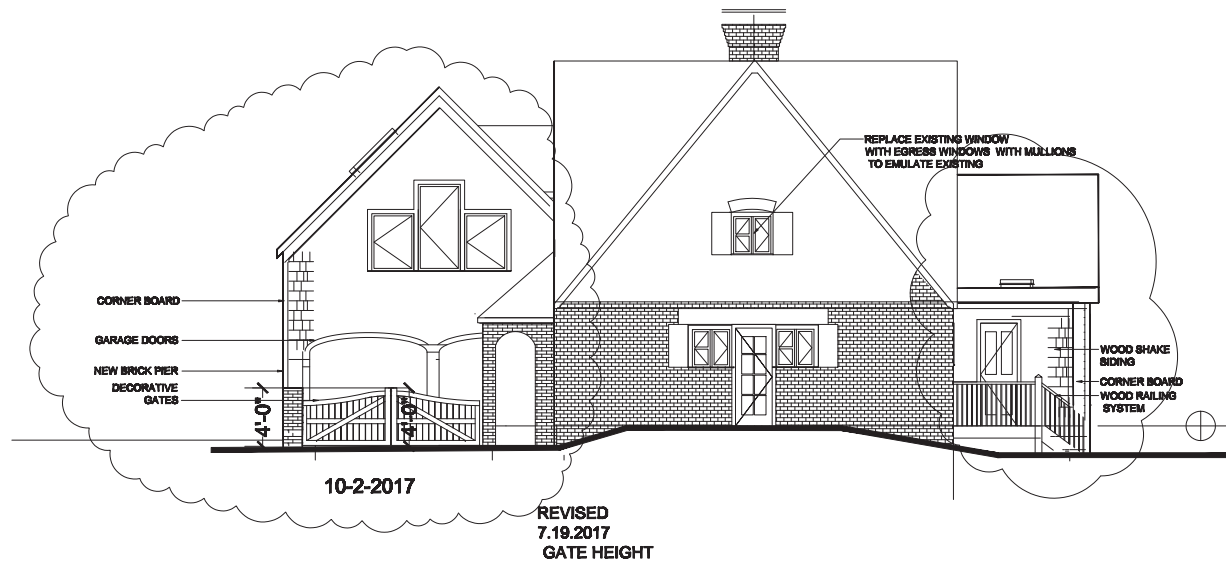 REPLACE EXISTING WINDOW
WITH EGRESS WINDOWS WITH MULLIONS
TO EMULATE EXISTING
CORNER BOARD
GARAGE DOORS
NEW BRICK PIER
DECORATIVE
GATES
4'-0"
4'-0"
WOOD SHAKE
SIDING
CORNER BOARD
WOOD RAILING
SYSTEM
10-2-2017
REVISED
7.19.2017
GATE HEIGHT